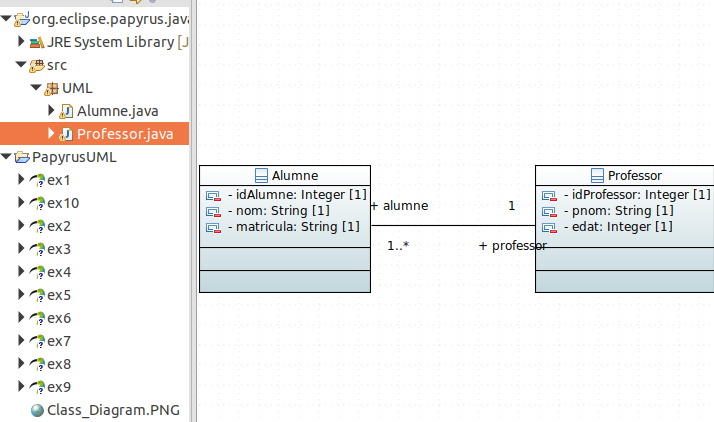 org.eclipse.papyrus.java
JRE System Library [J
src
UML
Alumne.java
Professor.java
PapyrusUML
ex1
ex10
ex2
ex3
ex4
ex5
ex6
ex7
ex8
ex9
Class_Diagram.PNG
Alumne
- idAlumne: Integer [1]
- nom: String [1]
- matricula: String [1]
+ alumne
1
1..*
+ professor
Professor
- idProfessor: Integer [1]
- pnom: String [1]
- edat: Integer [1]